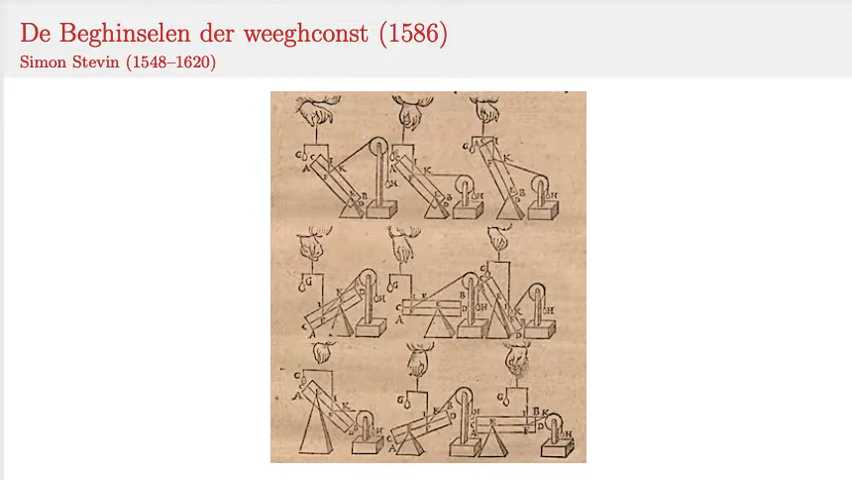 De Beghinselen der weeghconst (1586)
Simon Stevin (1548–1620)